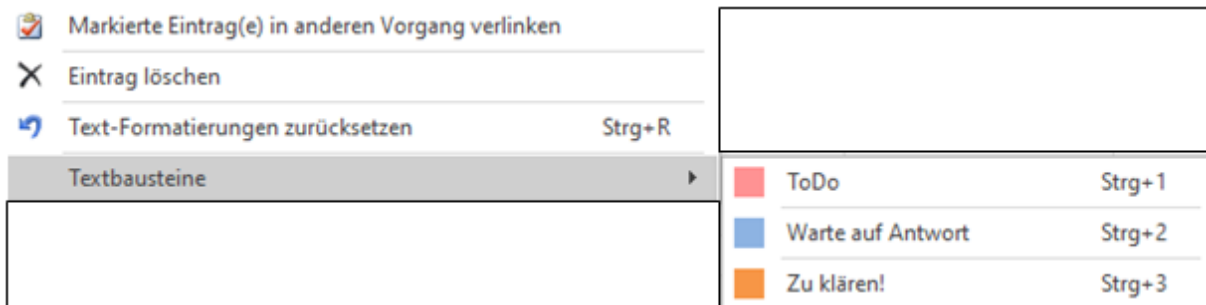 Markierte Eintrag(e) in anderen Vorgang verlinken
Eintrag löschen
Text-Formatierungen zurücksetzen Strg+R
Textbausteine
ToDo Strg+1
Warte auf Antwort Strg+2
Zu klären! Strg+3